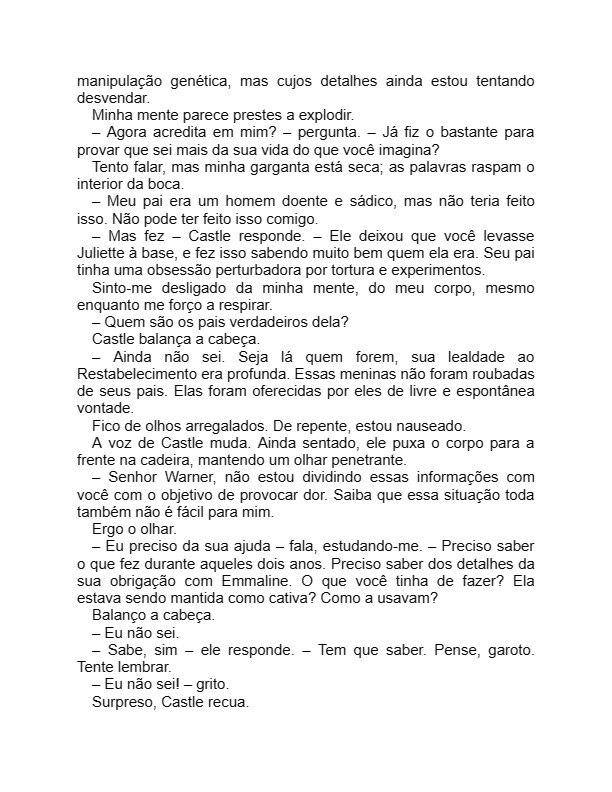 manipulação genética, mas cujos detalhes ainda estou tentando
desvendar.
Minha mente parece prestes a explodir.
– Agora acredita em mim? – pergunta. – Já fiz o bastante para
provar que sei mais da sua vida do que você imagina?
Tento falar, mas minha garganta está seca; as palavras raspam o
interior da boca.
– Meu pai era um homem doente e sádico, mas não teria feito
isso. Não pode ter feito isso comigo.
– Mas fez – Castle responde. – Ele deixou que você levasse
Juliette à base, e fez isso sabendo muito bem quem ela era. Seu pai
tinha uma obsessão perturbadora por tortura e experimentos.
Sinto-me desligado da minha mente, do meu corpo, mesmo
enquanto me forço a respirar.
– Quem são os pais verdadeiros dela?
Castle balança a cabeça.
– Ainda não sei. Seja lá quem forem, sua lealdade ao
Restabelecimento era profunda. Essas meninas não foram roubadas
de seus pais. Elas foram oferecidas por eles de livre e espontânea
vontade.
Fico de olhos arregalados. De repente, estou nauseado.
A voz de Castle muda. Ainda sentado, ele puxa o corpo para a
frente na cadeira, mantendo um olhar penetrante.
– Senhor Warner, não estou dividindo essas informações com
você com o objetivo de provocar dor. Saiba que essa situação toda
também não é fácil para mim.
Ergo o olhar.
– Eu preciso da sua ajuda – fala, estudando-me. – Preciso saber
o que fez durante aqueles dois anos. Preciso saber dos detalhes da
sua obrigação com Emmaline. O que você tinha de fazer? Ela
estava sendo mantida como cativa? Como a usavam?
Balanço a cabeça.
– Eu não sei.
– Sabe, sim – ele responde. – Tem que saber. Pense, garoto.
Tente lembrar.
– Eu não sei! – grito.
Surpreso, Castle recua.